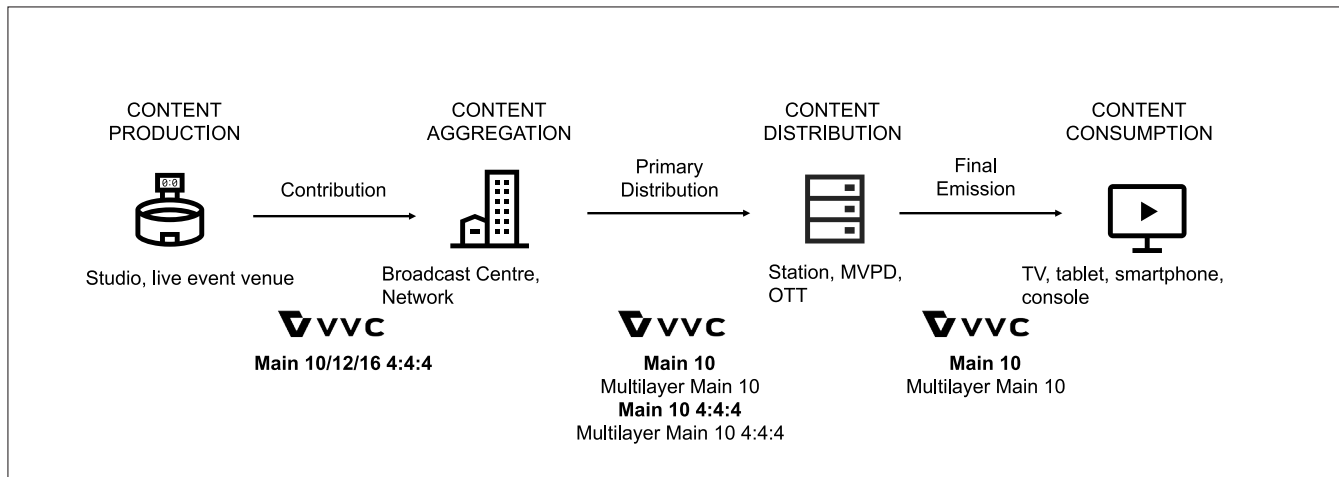 CONTENT
PRODUCTION
0:0
Studio, live event venue
Contribution
VVC
Main 10/12/16 4:4:4
CONTENT
AGGREGATION
Broadcast Centre,
Network
Primary
Distribution
VVC
Main 10
Multilayer Main 10
Main 10 4:4:4
Multilayer Main 10 4:4:4
CONTENT
DISTRIBUTION
Station, MVPD,
OTT
Final
Emission
VVC
Main 10
Multilayer Main 10
CONTENT
CONSUMPTION
TV, tablet, smartphone,
console